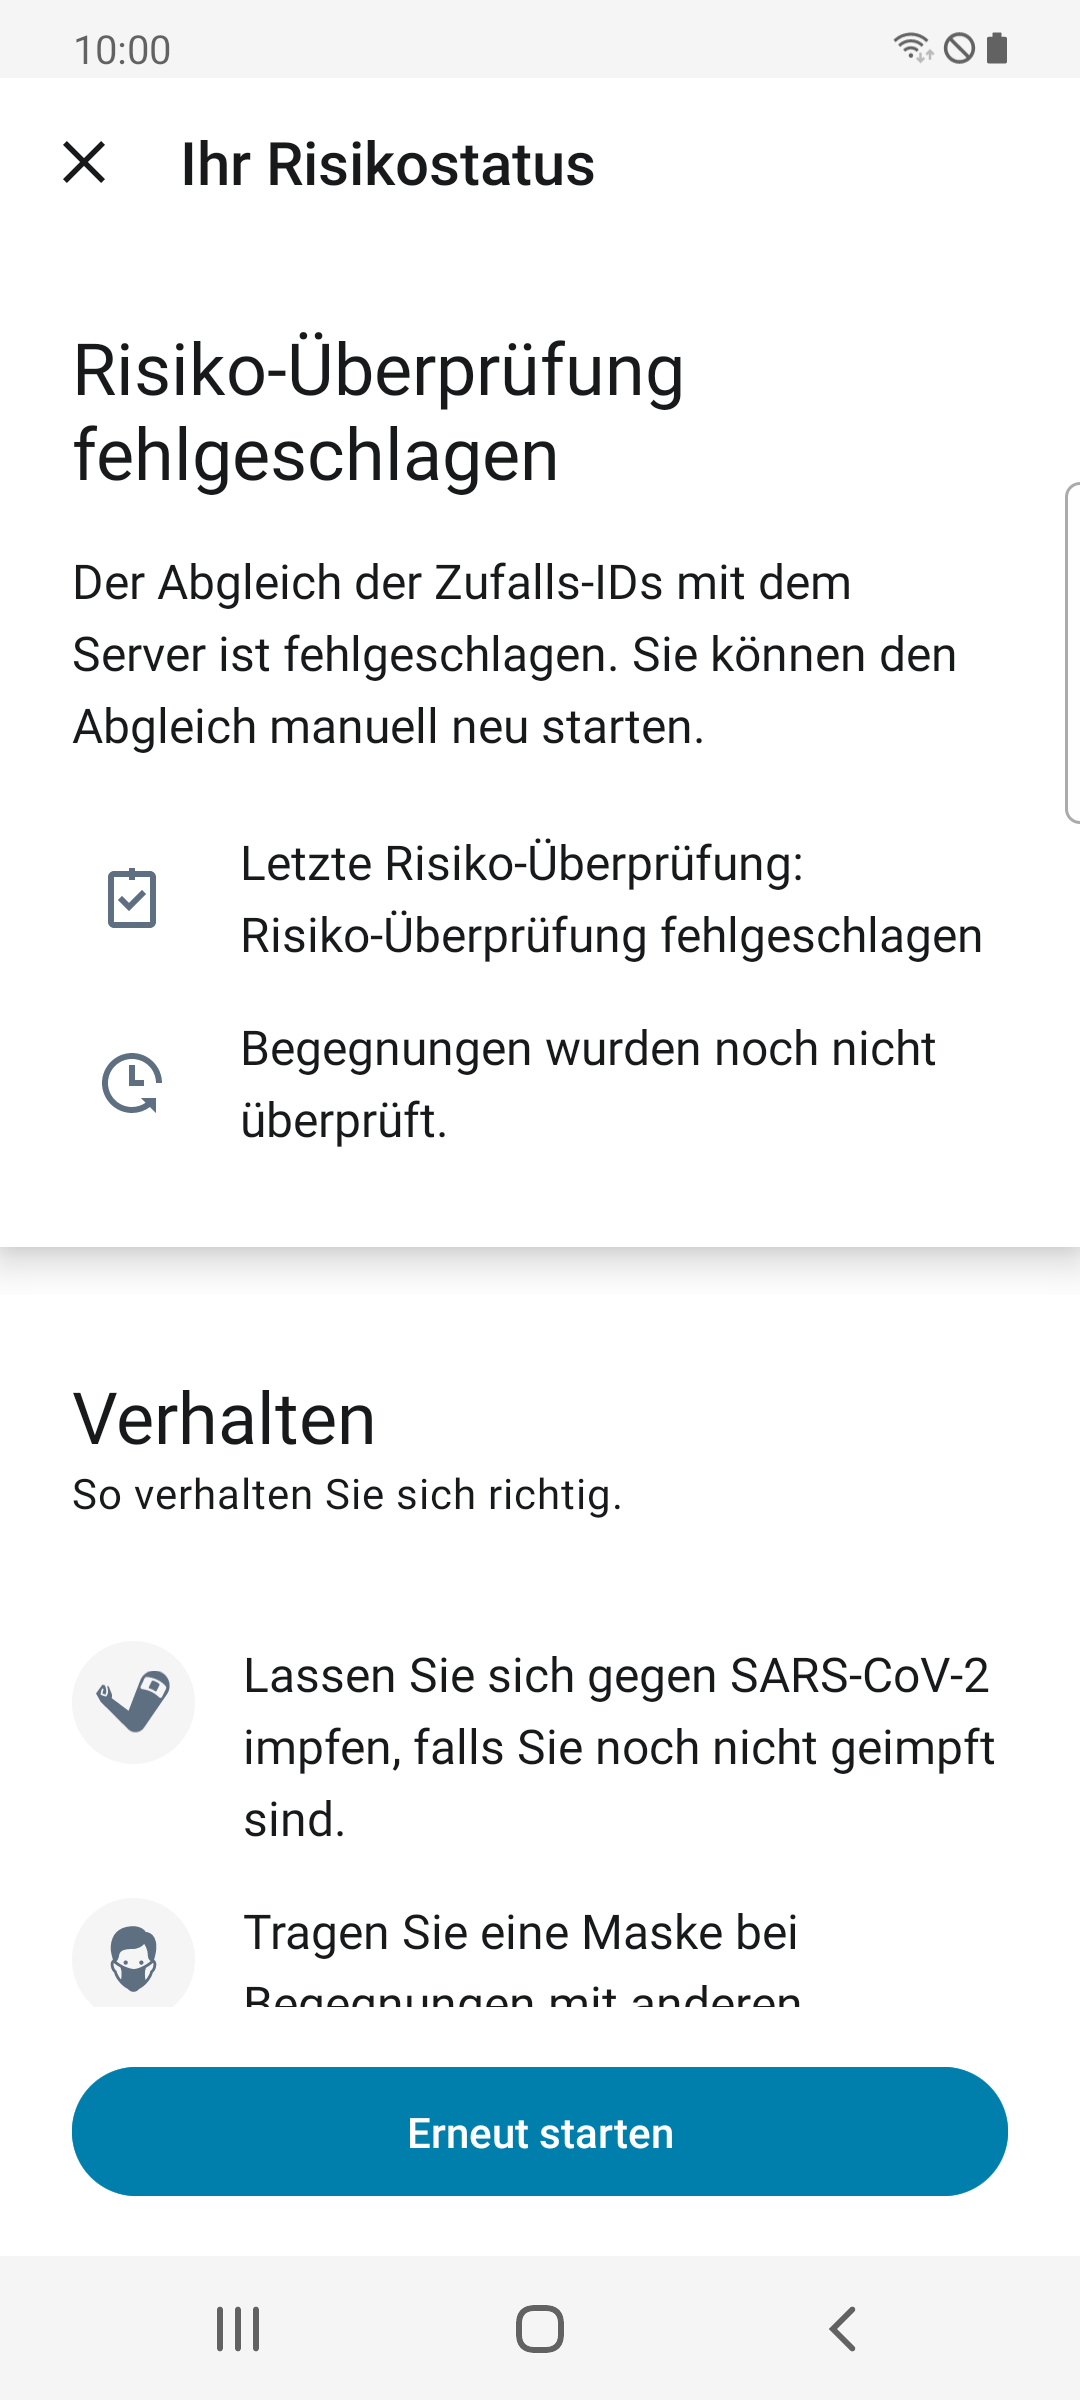 10:00
Ihr Risikostatus
Risiko-Überprüfung
fehlgeschlagen
Der Abgleich der Zufalls-IDs mit dem
Server ist fehlgeschlagen. Sie können den
Abgleich manuell neu starten.
Letzte Risiko-Überprüfung:
Risiko-Überprüfung fehlgeschlagen
Begegnungen wurden noch nicht
überprüft.
Verhalten
So verhalten Sie sich richtig.
Lassen Sie sich gegen SARS-CoV-2
impfen, falls Sie noch nicht geimpft
sind.
Tragen Sie eine Maske bei
Begegnungen mit anderen
Erneut starten